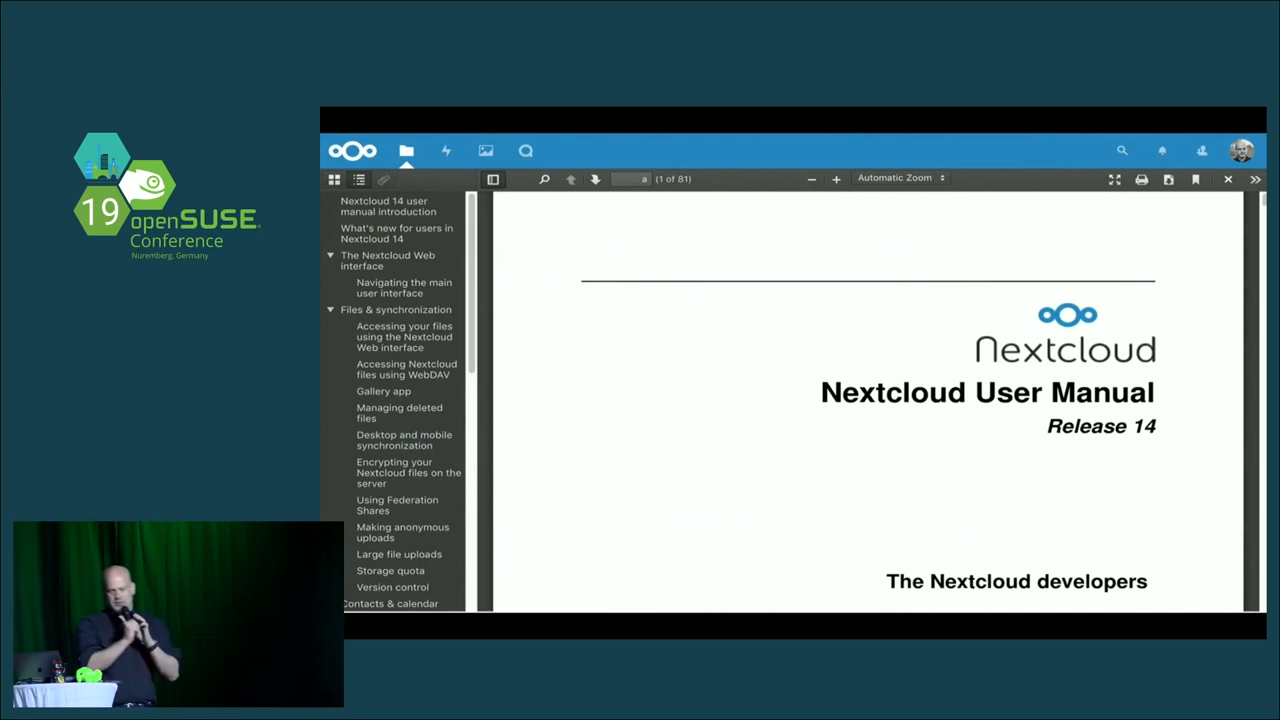 19
openSUSE
Conference
Nuremberg, Germany
a
(1 of 81)
Automatic Zoom
Nextcloud 14 user
manual introduction
What's new for users in
Nextcloud 14
The Nextcloud Web
interface
Navigating the main
user interface
Files & synchronization
Accessing your files
using the Nextcloud
Web interface
Accessing Nextcloud
files using WebDAV
Gallery app
Managing deleted
files
Desktop and mobile
synchronization
Encrypting your
Nextcloud files on the
server
Using Federation
Shares
Making anonymous
uploads
Large file uploads
Storage quota
Version control
Contacts & calendar
Nextcloud
Nextcloud User Manual
Release 14
The Nextcloud developers